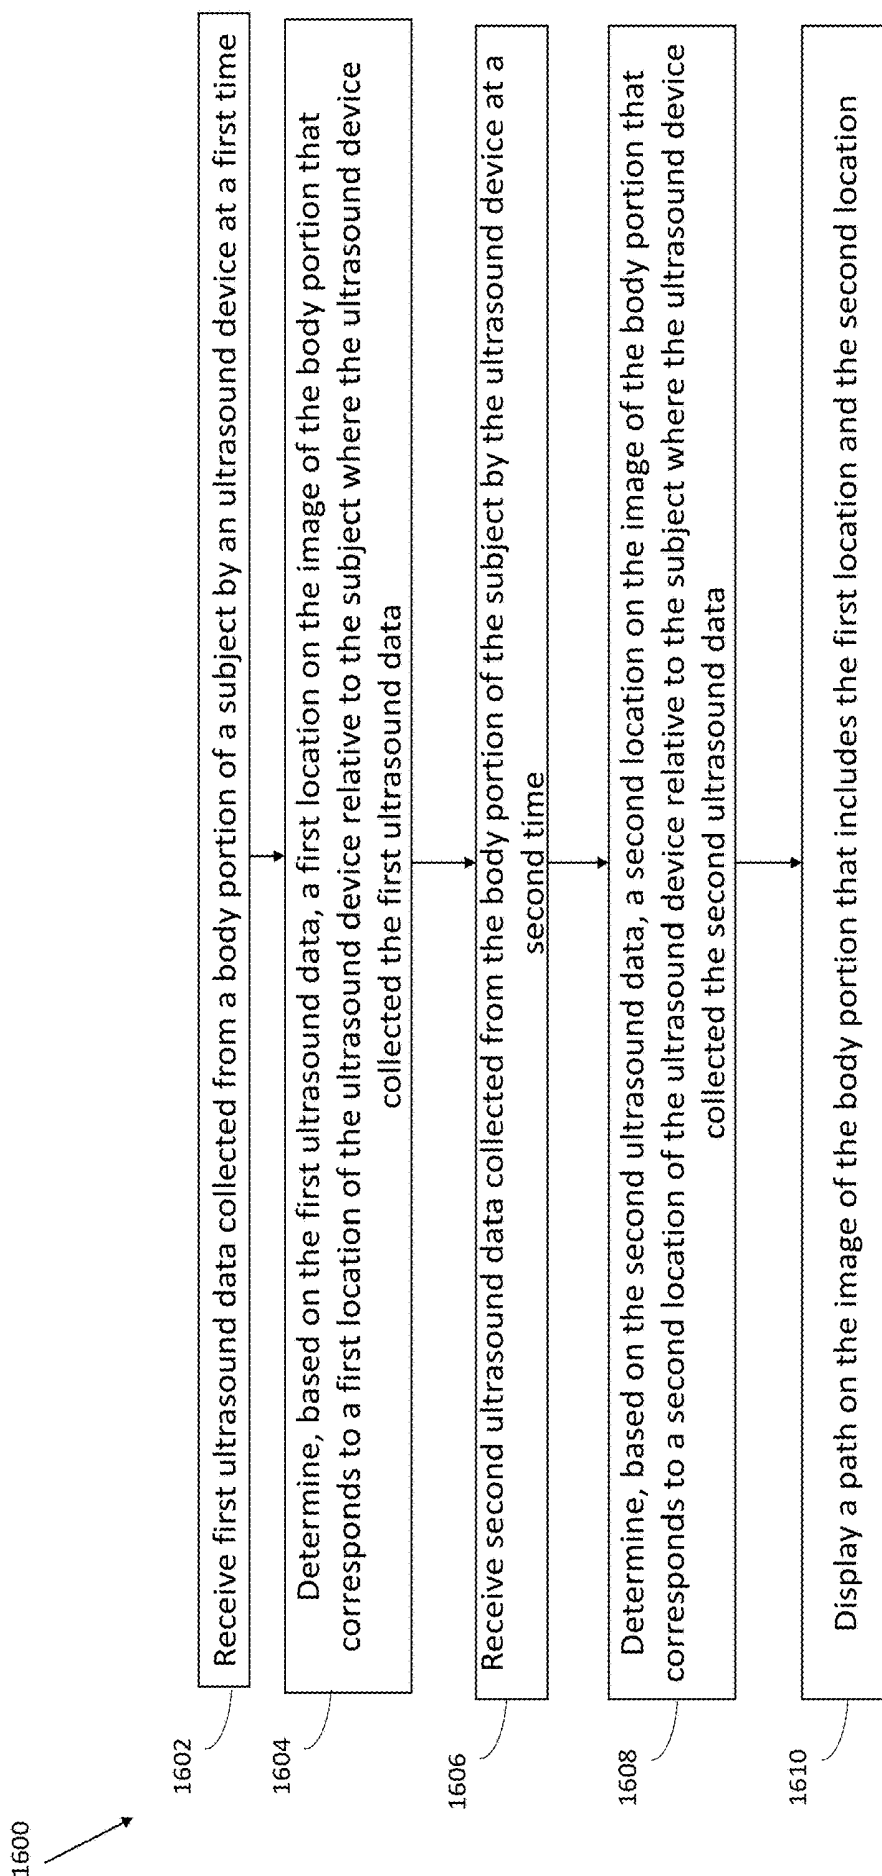 1600
1602
Receive first ultrasound data collected from a body portion of a subject by an ultrasound device at a first time
1604
Determine, based on the first ultrasound data, a first location on the image of the body portion that
corresponds to a first location of the ultrasound device relative to the subject where the ultrasound device
collected the first ultrasound data
1606
Receive second ultrasound data collected from the body portion of the subject by the ultrasound device at a
second time
1608
Determine, based on the second ultrasound data, a second location on the image of the body portion that
corresponds to a second location of the ultrasound device relative to the subject where the ultrasound device
collected the second ultrasound data
1610
Display a path on the image of the body portion that includes the first location and the second location